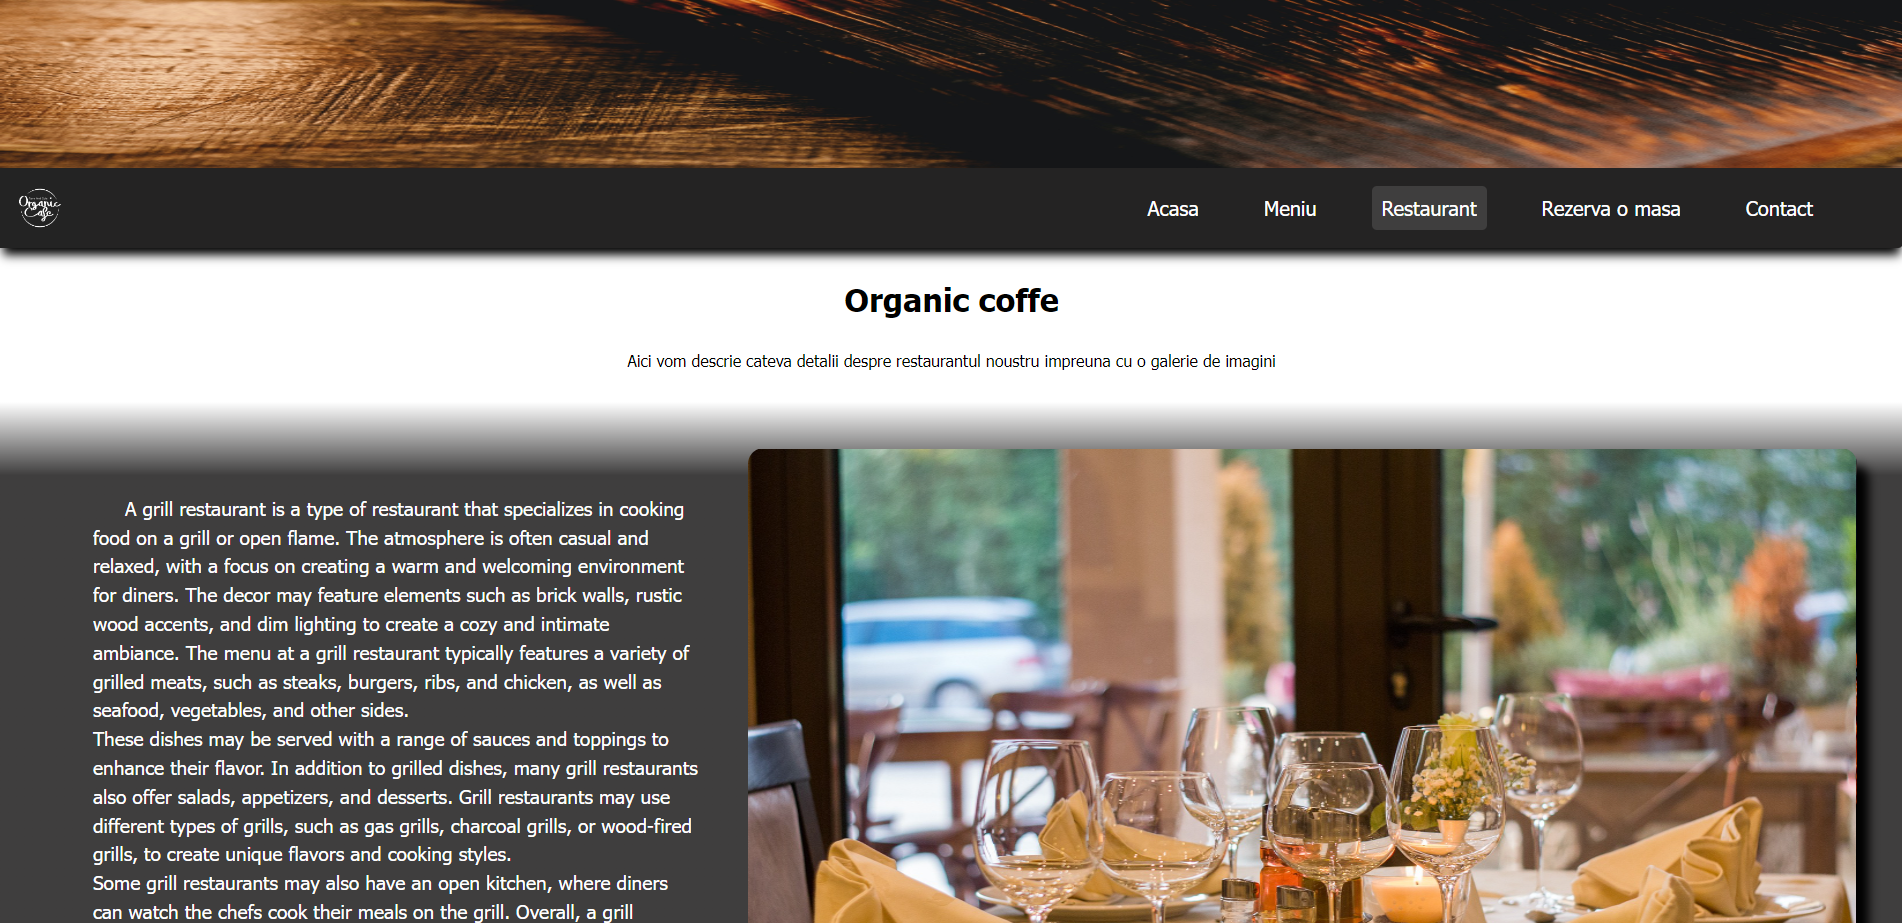 Organic
Cafe
Acasa
Meniu
Restaurant
Rezerva o masa
Contact
Organic coffe
Aici vom descrie cateva detalii despre restaurantul noustru impreuna cu o galerie de imagini
A grill restaurant is a type of restaurant that specializes in cooking
food on a grill or open flame. The atmosphere is often casual and
relaxed, with a focus on creating a warm and welcoming environment
for diners. The decor may feature elements such as brick walls, rustic
wood accents, and dim lighting to create a cozy and intimate
ambiance. The menu at a grill restaurant typically features a variety of
grilled meats, such as steaks, burgers, ribs, and chicken, as well as
seafood, vegetables, and other sides.
These dishes may be served with a range of sauces and toppings to
enhance their flavor. In addition to grilled dishes, many grill restaurants
also offer salads, appetizers, and desserts. Grill restaurants may use
different types of grills, such as gas grills, charcoal grills, or wood-fired
grills, to create unique flavors and cooking styles.
Some grill restaurants may also have an open kitchen, where diners
can watch the chefs cook their meals on the grill. Overall, a grill